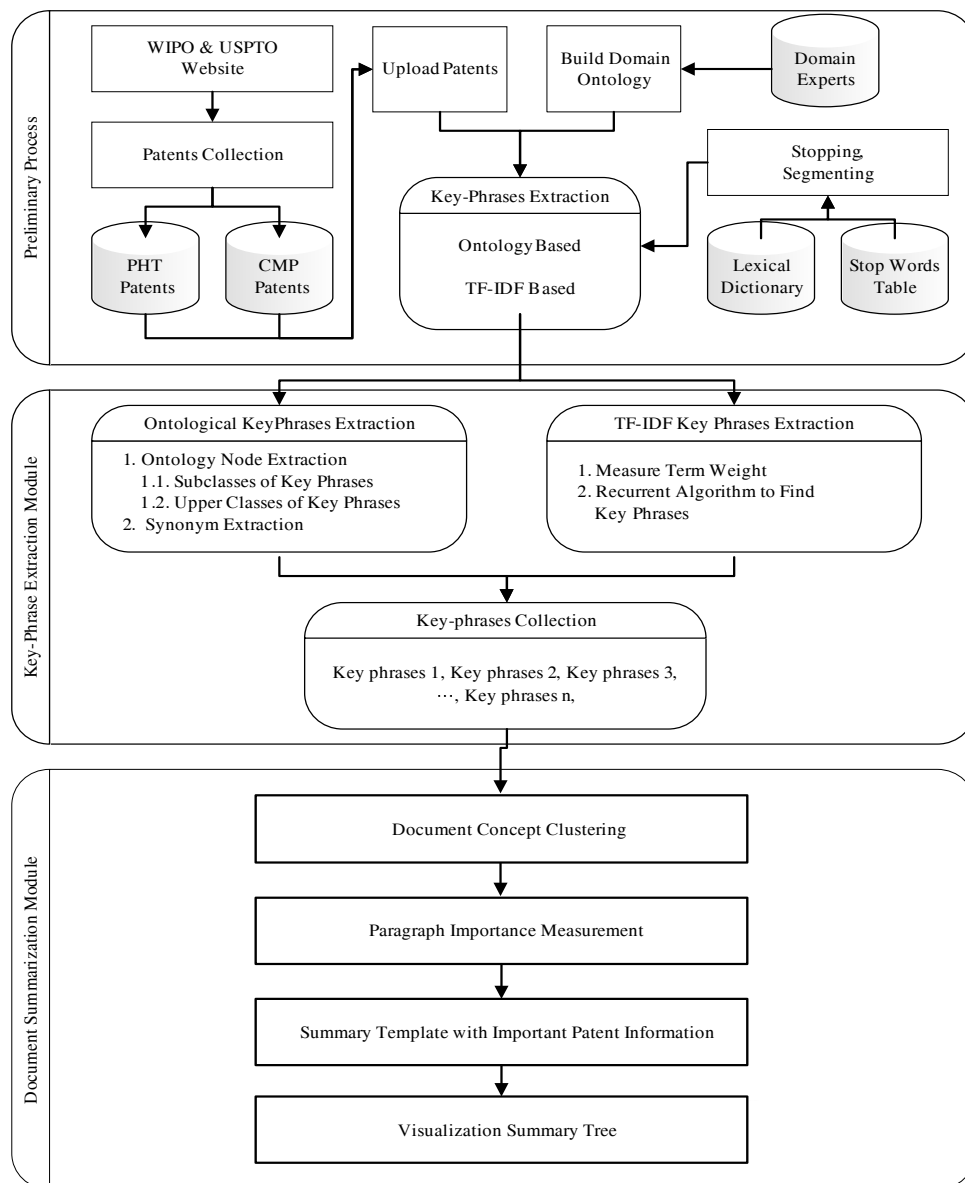 Preliminary Process
WIPO & USPTO
Website
Patents Collection
PHT
Patents
CMP
Patents
Upload Patents
Build Domain
Ontology
Domain
Experts
Key-Phrases Extraction
Ontology Based
TF-IDF Based
Stopping,
Segmenting
Lexical
Dictionary
Stop Words
Table
Key-Phrase Extraction Module
Ontological KeyPhrases Extraction
1. Ontology Node Extraction
1.1. Subclasses of Key Phrases
1.2. Upper Classes of Key Phrases
2. Synonym Extraction
TF-IDF Key Phrases Extraction
1. Measure Term Weight
2. Recurrent Algorithm to Find
Key Phrases
Key-phrases Collection
Key phrases 1, Key phrases 2, Key phrases 3,
⋯, Key phrases n,
Document Summarization Module
Document Concept Clustering
Paragraph Importance Measurement
Summary Template with Important Patent Information
Visualization Summary Tree